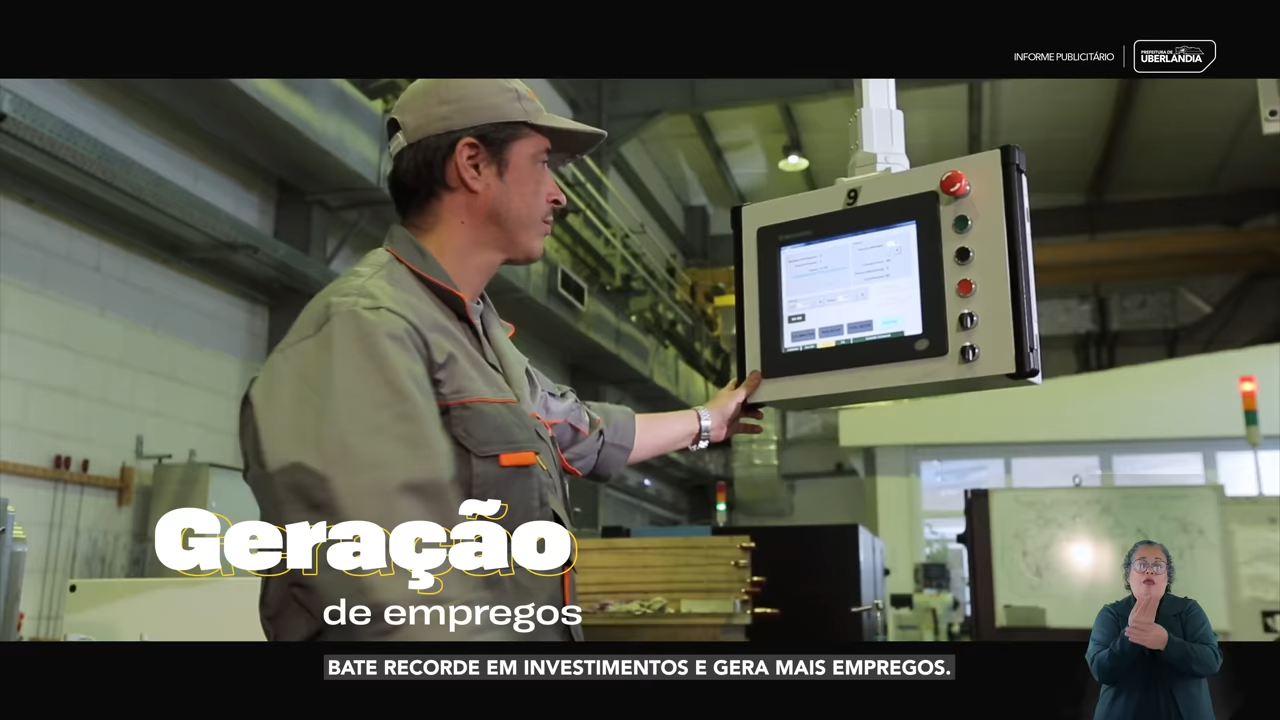 INFORME PUBLICITÁRIO
PREFEITURA DE
UBERLÂNDIA
9
Geração
de empregos
BATE RECORDE EM INVESTIMENTOS E GERA MAIS EMPREGOS.